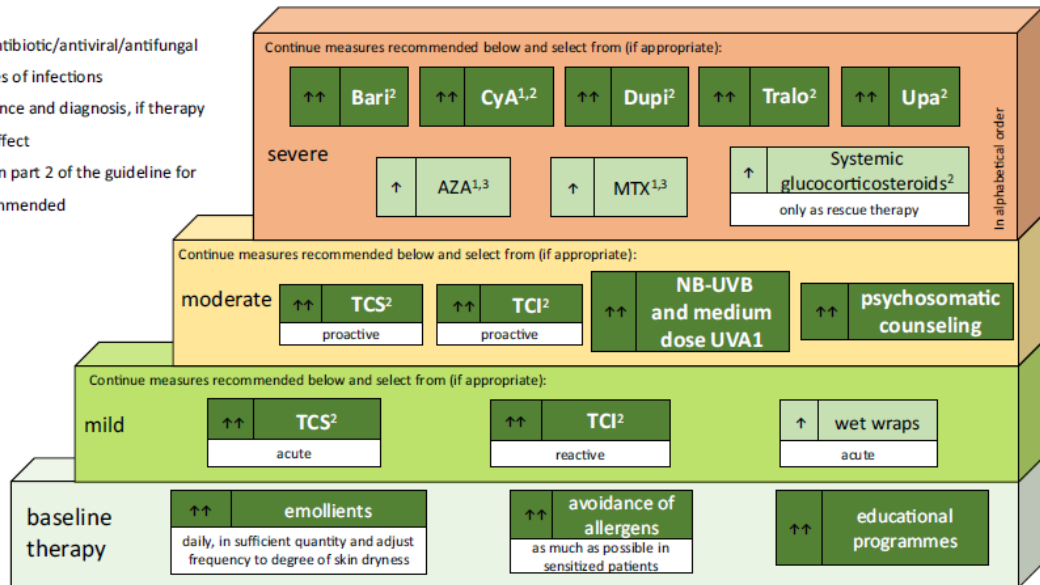 ntibiotic/antiviral/antifungal
es of infections
nce and diagnosis, if therapy
ffect
n part 2 of the guideline for
mmended
Continue measures recommended below and select from (if appropriate):
↑↑ Bari²
↑↑ CyA¹,²
↑↑ Dupi²
↑↑ Tralo²
↑↑ Upa²
severe
↑ AZA¹,³
↑ MTX¹,³
↑ Systemic
glucocorticosteroids²
only as rescue therapy
In alphabetical order
Continue measures recommended below and select from (if appropriate):
moderate
↑↑ TCS²
proactive
↑↑ TCI²
proactive
↑↑ NB-UVB
and medium
dose UVA1
↑↑ psychosomatic
counseling
Continue measures recommended below and select from (if appropriate):
mild
↑↑ TCS²
acute
↑↑ TCI²
reactive
↑ wet wraps
acute
baseline
therapy
↑↑ emollients
daily, in sufficient quantity and adjust
frequency to degree of skin dryness
↑↑ avoidance of
allergens
as much as possible in
sensitized patients
↑↑ educational
programmes